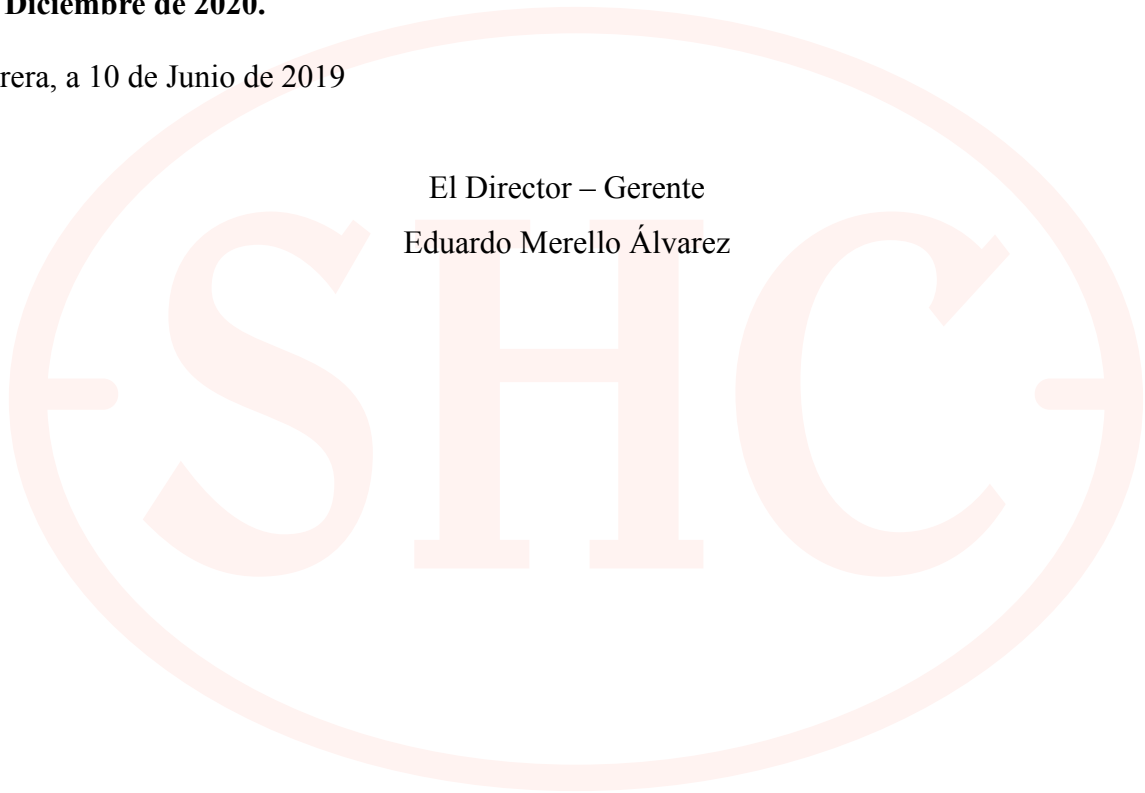 Diciembre de 2020.
rera, a 10 de Junio de 2019
El Director – Gerente
Eduardo Merello Álvarez
SHC